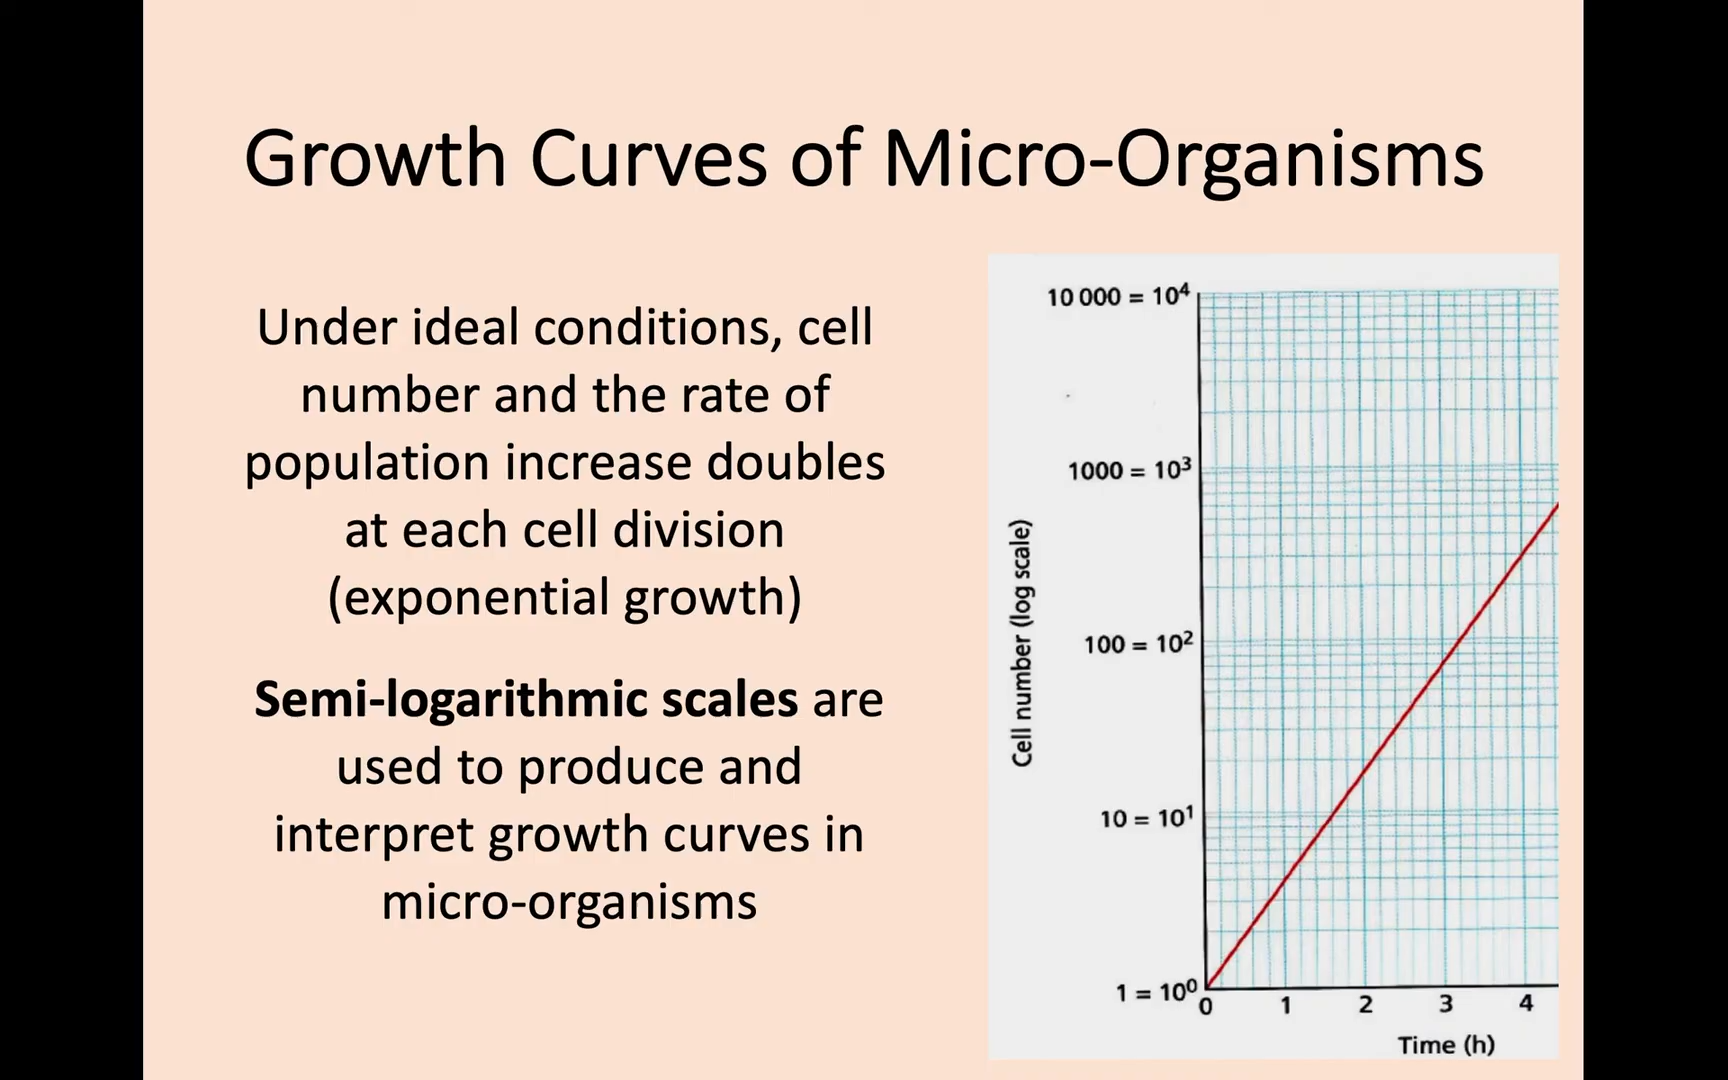 Growth Curves of Micro-Organisms
Under ideal conditions, cell
number and the rate of
population increase doubles
at each cell division
(exponential growth)
Semi-logarithmic scales are
used to produce and
interpret growth curves in
micro-organisms
10 000 = 10⁴
1000 = 10³
100 = 10²
10 = 10¹
1 = 10⁰
Cell number (log scale)
0 1 2 3 4
Time (h)